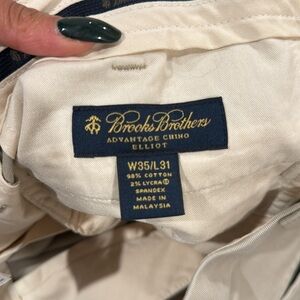 Brooks Brothers
ADVANTAGE CHINO
ELLIOT
W35/L31
98% COTTON
2% LYCRA®
SPANDEX
MADE IN
MALAYSIA